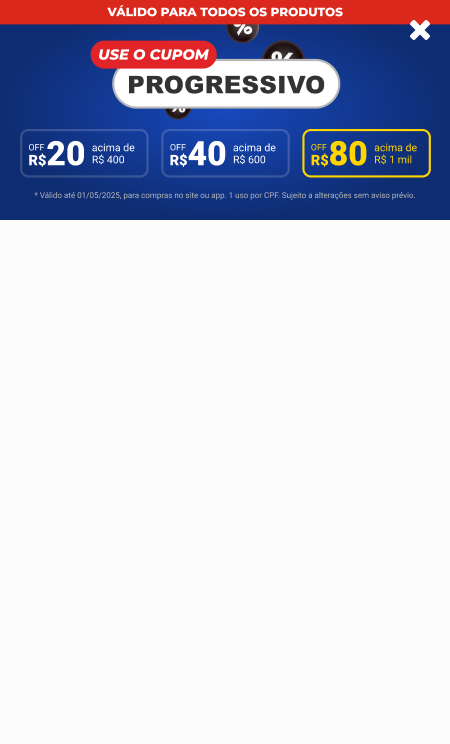 VÁLIDO PARA TODOS OS PRODUTOS
%
%
USE O CUPOM
PROGRESSIVO
%
OFF
R$20 acima de
R$ 400
OFF
R$40 acima de
R$ 600
OFF
R$80 acima de
R$ 1 mil
* Válido até 01/05/2025, para compras no site ou app. 1 uso por CPF. Sujeito a alterações sem aviso prévio.